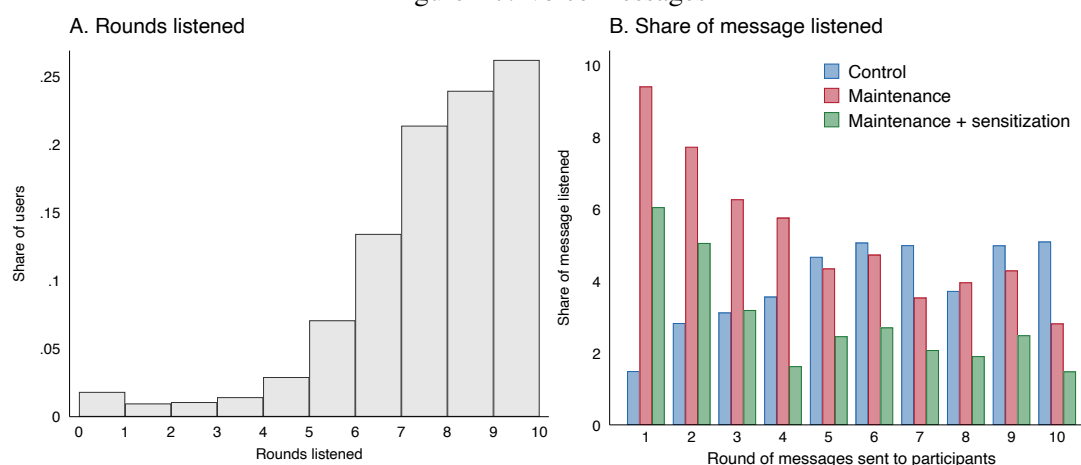 A. Rounds listened
.25
.2
.15
.1
.05
0
Share of users
0 1 2 3 4 5 6 7 8 9 10
Rounds listened
B. Share of message listened
Control
Maintenance
Maintenance + sensitization
10
8
6
4
2
0
Share of message listened
1 2 3 4 5 6 7 8 9 10
Round of messages sent to participants